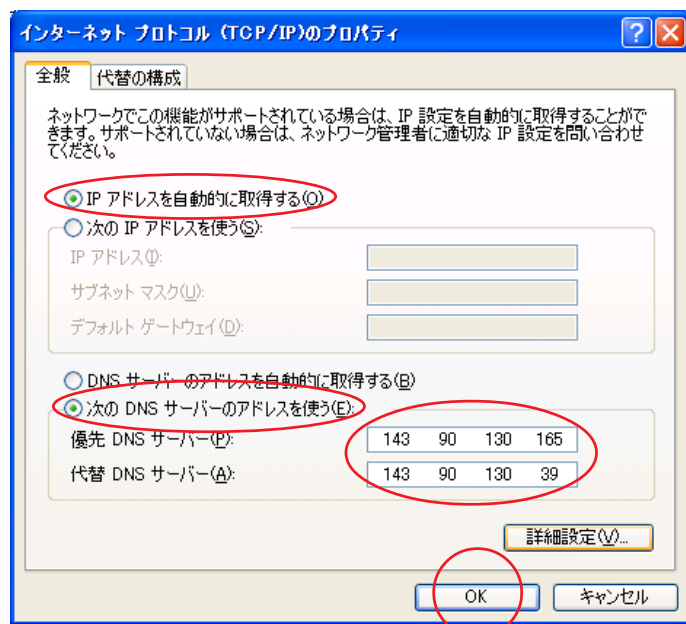 インターネット プロトコル (TCP/IP)のプロパティ
全般 代替の構成
ネットワークでこの機能がサポートされている場合は、IP 設定を自動的に取得することがで
きます。サポートされていない場合は、ネットワーク管理者に適切な IP 設定を問い合わせ
てください。
IP アドレスを自動的に取得する(O)
次の IP アドレスを使う(S):
IP アドレス(I):
サブネット マスク(U):
デフォルト ゲートウェイ(D):
DNS サーバーのアドレスを自動的に取得する(B)
次の DNS サーバーのアドレスを使う(E):
優先 DNS サーバー(P): 143 90 130 165
代替 DNS サーバー(A): 143 90 130 39
詳細設定(V)...
OK キャンセル